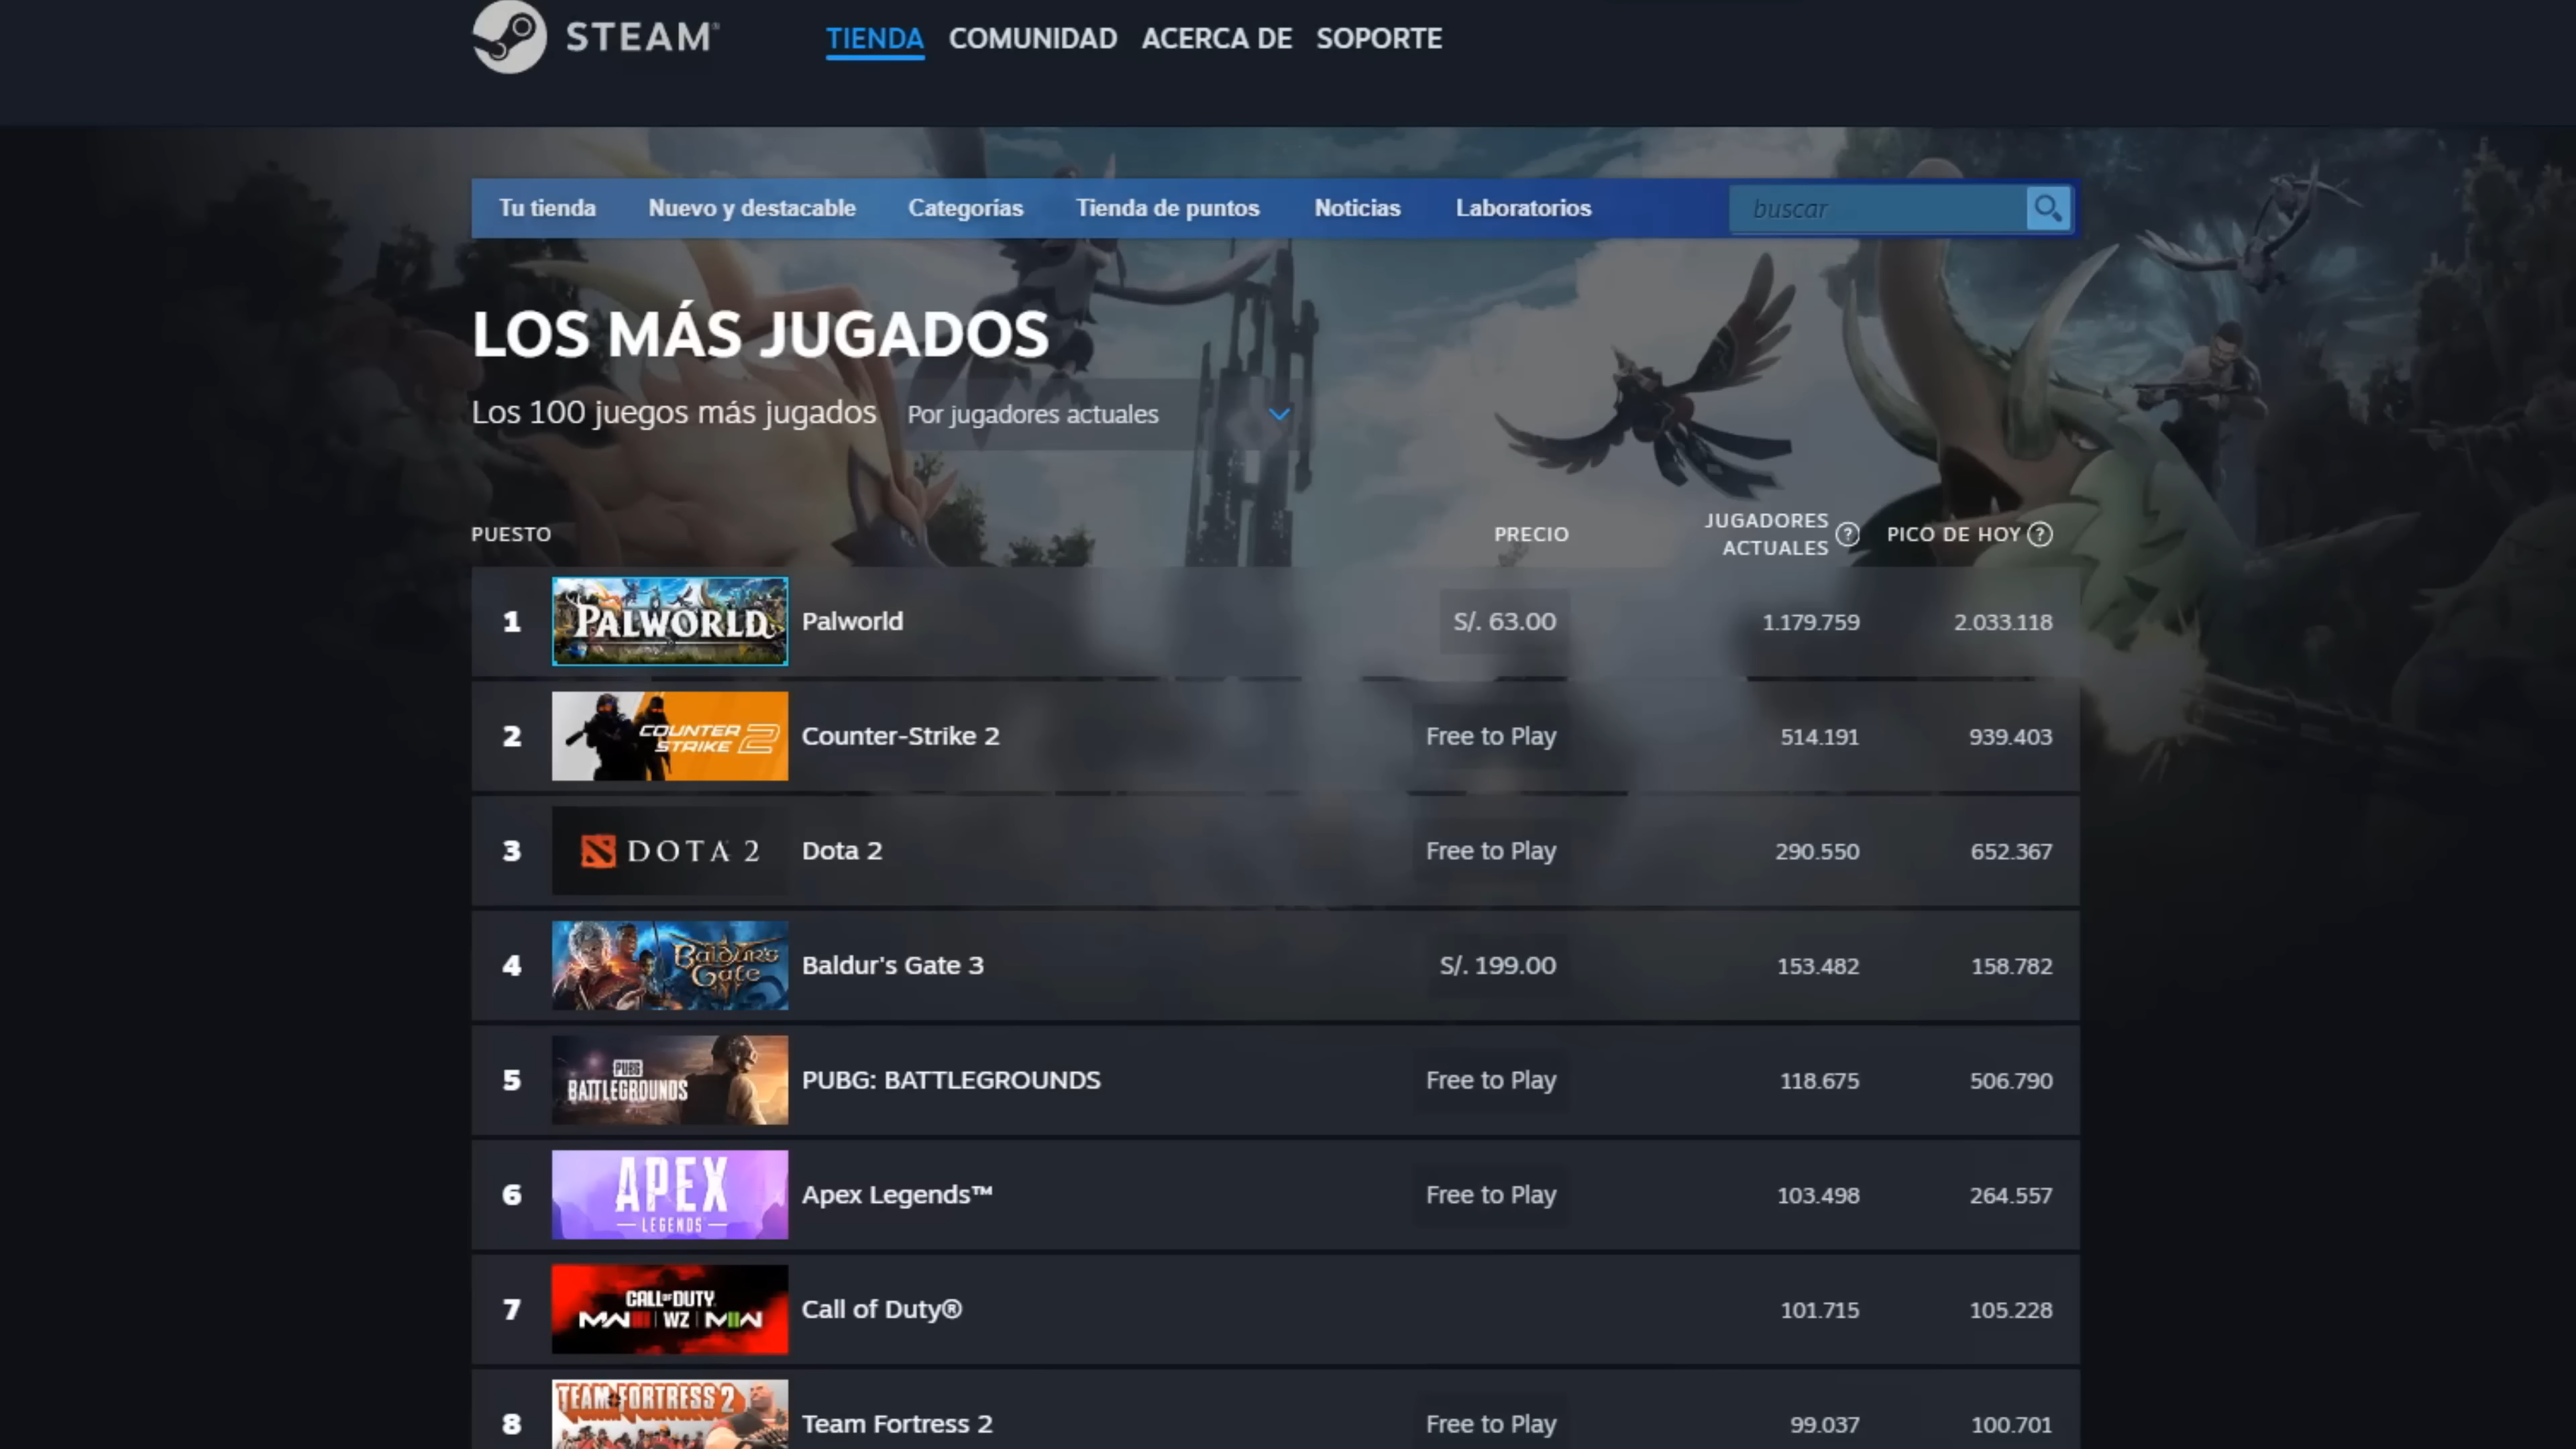 STEAM®
TIENDA COMUNIDAD ACERCA DE SOPORTE
Tu tienda Nuevo y destacable Categorías Tienda de puntos Noticias Laboratorios buscar
LOS MÁS JUGADOS
Los 100 juegos más jugados Por jugadores actuales
PUESTO PRECIO JUGADORES ACTUALES ? PICO DE HOY ?
1 PALWORLD Palworld S/. 63.00 1.179.759 2.033.118
2 COUNTER STRIKE 2 Counter-Strike 2 Free to Play 514.191 939.403
3 DOTA 2 Dota 2 Free to Play 290.550 652.367
4 Baldur's Gate Baldur's Gate 3 S/. 199.00 153.482 158.782
5 PUBG BATTLEGROUNDS PUBG: BATTLEGROUNDS Free to Play 118.675 506.790
6 APEX LEGENDS Apex Legends™ Free to Play 103.498 264.557
7 CALL OF DUTY MWIII | WZ | MWII Call of Duty® 101.715 105.228
8 TEAM FORTRESS 2 Team Fortress 2 Free to Play 99.037 100.701